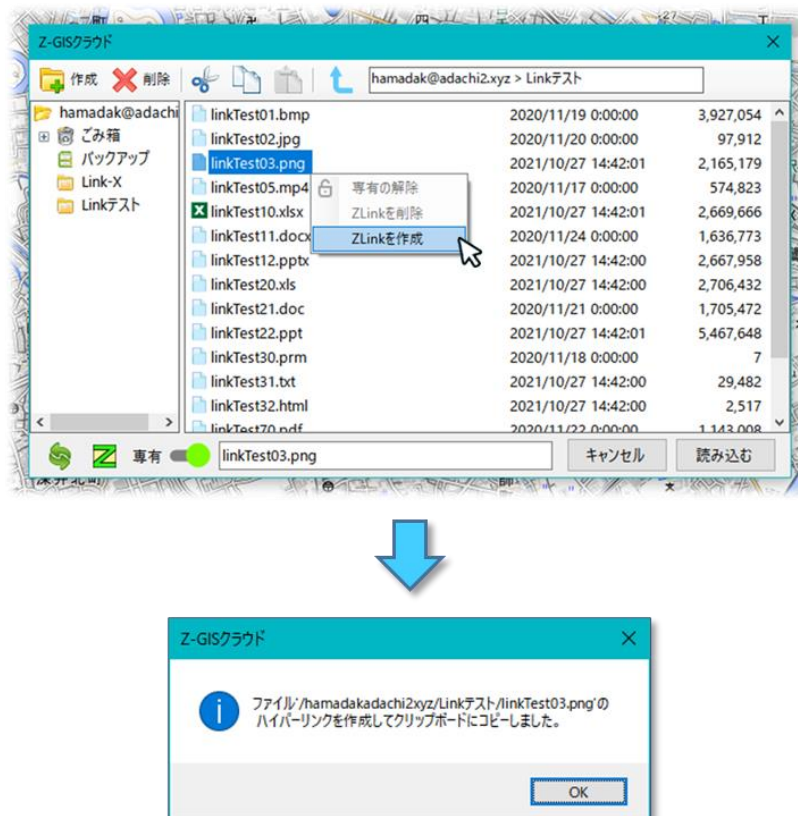 Z-GISクラウド
作成 削除 hamadak@adachi2.xyz > Linkテスト
hamadak@adachi
ごみ箱
バックアップ
Link-X
Linkテスト
linkTest01.bmp 2020/11/19 0:00:00 3,927,054
linkTest02.jpg 2020/11/20 0:00:00 97,912
linkTest03.png 2021/10/27 14:42:01 2,165,179
linkTest05.mp4 2020/11/17 0:00:00 574,823
linkTest10.xlsx 2021/10/27 14:42:01 2,669,666
linkTest11.docx 2020/11/24 0:00:00 1,636,773
linkTest12.pptx 2021/10/27 14:42:00 2,667,958
linkTest20.xls 2021/10/27 14:42:00 2,706,432
linkTest21.doc 2020/11/21 0:00:00 1,705,472
linkTest22.ppt 2021/10/27 14:42:01 5,467,648
linkTest30.prm 2020/11/18 0:00:00 7
linkTest31.txt 2021/10/27 14:42:00 29,482
linkTest32.html 2021/10/27 14:42:00 2,517
linkTest70.pdf 2020/11/22 0:00:00 1,143,008
専有の解除
ZLinkを削除
ZLinkを作成
専有 linkTest03.png キャンセル 読み込む
Z-GISクラウド
ファイル'/hamadakadachi2xyz/Linkテスト/linkTest03.png'の
ハイパーリンクを作成してクリップボードにコピーしました。
OK